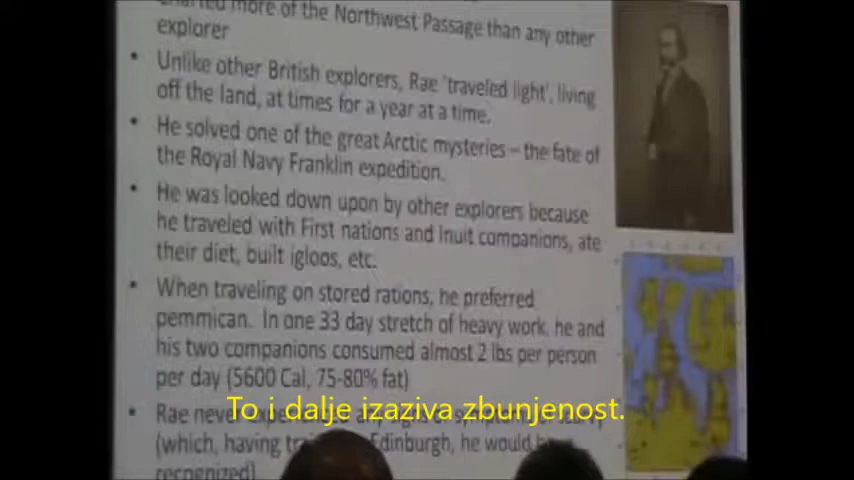 charted more of the Northwest Passage than any other
explorer
• Unlike other British explorers, Rae 'traveled light', living
off the land, at times for a year at a time.
• He solved one of the great Arctic mysteries – the fate of
the Royal Navy Franklin expedition.
• He was looked down upon by other explorers because
he traveled with First nations and Inuit companions, ate
their diet, built igloos, etc.
• When traveling on stored rations, he preferred
pemmican. In one 33 day stretch of heavy work, he and
his two companions consumed almost 2 lbs per person
per day (5600 Cal, 75-80% fat)
To i dalje izaziva zbunjenost.
• Rae never any signs of
(which, having Edinburgh, he would
recognized)